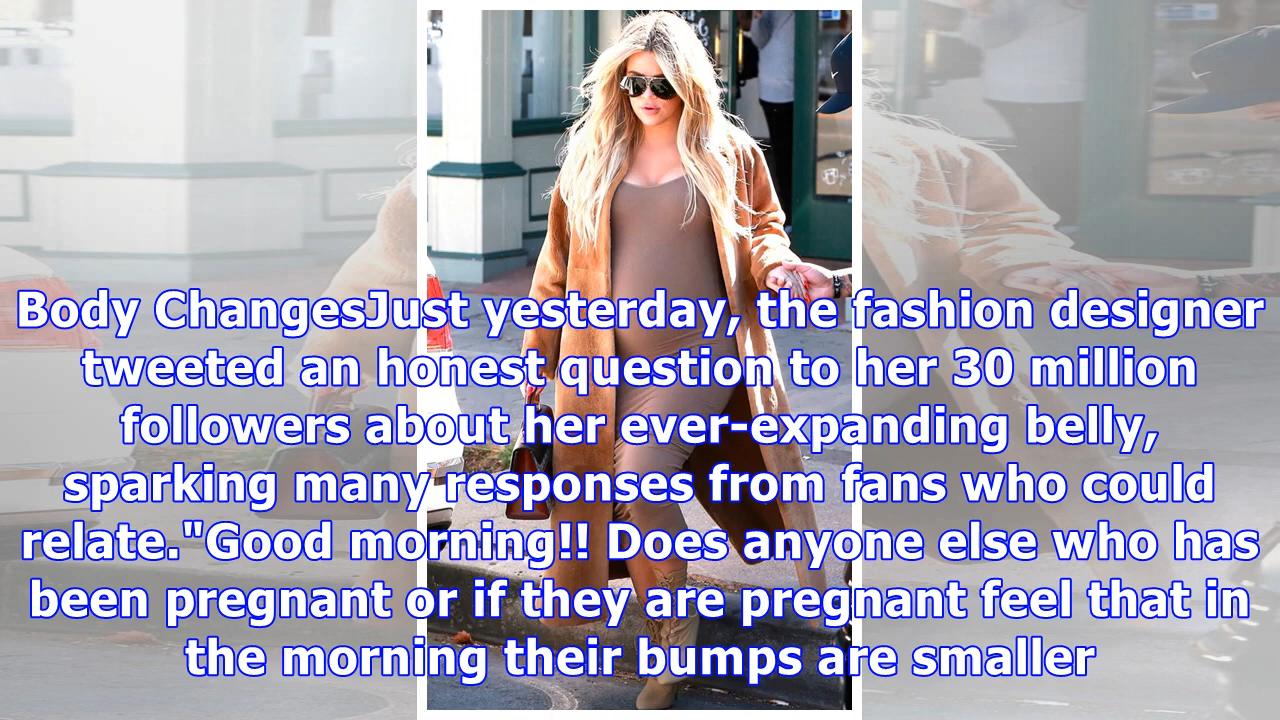 Body ChangesJust yesterday, the fashion designer
tweeted an honest question to her 30 million
followers about her ever-expanding belly,
sparking many responses from fans who could
relate."Good morning!! Does anyone else who has
been pregnant or if they are pregnant feel that in
the morning their bumps are smaller